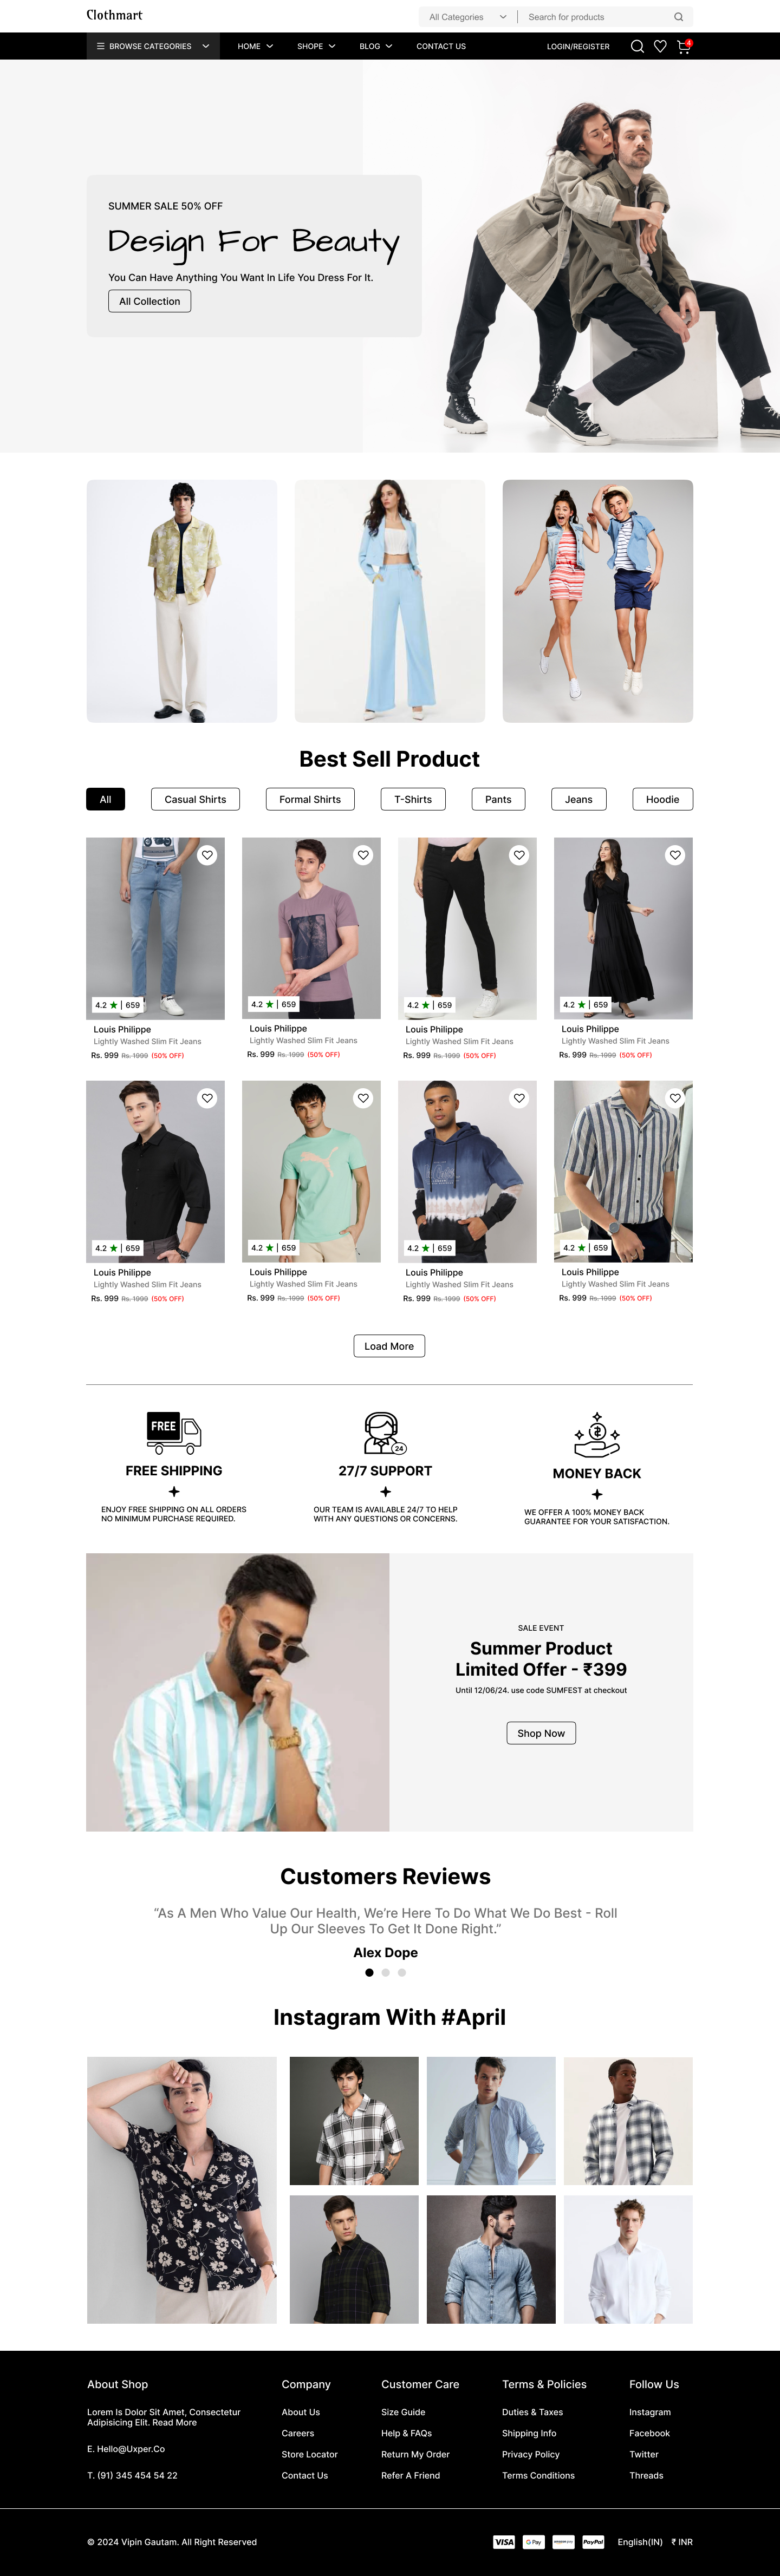 Clothmart
All Categories
Search for products
BROWSE CATEGORIES
HOME
SHOPE
BLOG
CONTACT US
LOGIN/REGISTER
4
SUMMER SALE 50% OFF
Design For Beauty
You Can Have Anything You Want In Life You Dress For It.
All Collection
Best Sell Product
All
Casual Shirts
Formal Shirts
T-Shirts
Pants
Jeans
Hoodie
4.2 ★ | 659
Louis Philippe
Lightly Washed Slim Fit Jeans
Rs. 999 Rs. 1999 (50% OFF)
4.2 ★ | 659
Louis Philippe
Lightly Washed Slim Fit Jeans
Rs. 999 Rs. 1999 (50% OFF)
4.2 ★ | 659
Louis Philippe
Lightly Washed Slim Fit Jeans
Rs. 999 Rs. 1999 (50% OFF)
4.2 ★ | 659
Louis Philippe
Lightly Washed Slim Fit Jeans
Rs. 999 Rs. 1999 (50% OFF)
4.2 ★ | 659
Louis Philippe
Lightly Washed Slim Fit Jeans
Rs. 999 Rs. 1999 (50% OFF)
4.2 ★ | 659
Louis Philippe
Lightly Washed Slim Fit Jeans
Rs. 999 Rs. 1999 (50% OFF)
4.2 ★ | 659
Louis Philippe
Lightly Washed Slim Fit Jeans
Rs. 999 Rs. 1999 (50% OFF)
4.2 ★ | 659
Louis Philippe
Lightly Washed Slim Fit Jeans
Rs. 999 Rs. 1999 (50% OFF)
Load More
FREE
FREE SHIPPING
ENJOY FREE SHIPPING ON ALL ORDERS
NO MINIMUM PURCHASE REQUIRED.
24
27/7 SUPPORT
OUR TEAM IS AVAILABLE 24/7 TO HELP
WITH ANY QUESTIONS OR CONCERNS.
$
MONEY BACK
WE OFFER A 100% MONEY BACK
GUARANTEE FOR YOUR SATISFACTION.
SALE EVENT
Summer Product
Limited Offer - ₹399
Until 12/06/24. use code SUMFEST at checkout
Shop Now
Customers Reviews
“As A Men Who Value Our Health, We’re Here To Do What We Do Best - Roll
Up Our Sleeves To Get It Done Right.”
Alex Dope
Instagram With #April
About Shop
Lorem Is Dolor Sit Amet, Consectetur
Adipisicing Elit. Read More
E. Hello@Uxper.Co
T. (91) 345 454 54 22
Company
About Us
Careers
Store Locator
Contact Us
Customer Care
Size Guide
Help & FAQs
Return My Order
Refer A Friend
Terms & Policies
Duties & Taxes
Shipping Info
Privacy Policy
Terms Conditions
Follow Us
Instagram
Facebook
Twitter
Threads
© 2024 Vipin Gautam. All Right Reserved
VISA
G Pay
amazon pay
PayPal
English(IN)
₹ INR